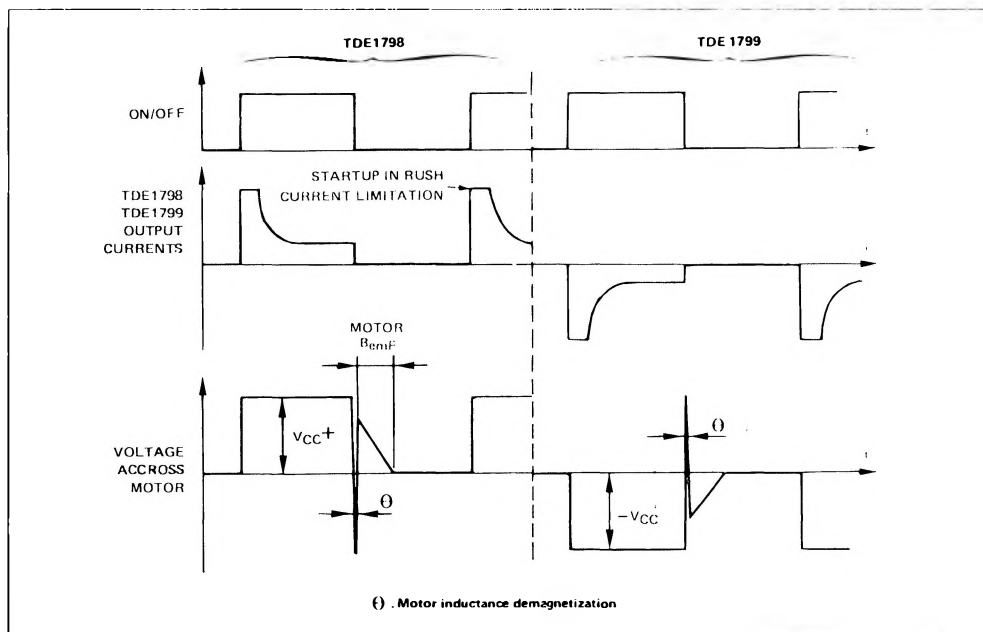 TDE1798
TDE 1799
ON/OFF
STARTUP IN RUSH
CURRENT LIMITATION
TDE1798
TDE1799
OUTPUT
CURRENTS
MOTOR
BemF
VCC+
θ
θ
VOLTAGE
ACCROSS
MOTOR
−VCC
θ . Motor inductance demagnetization